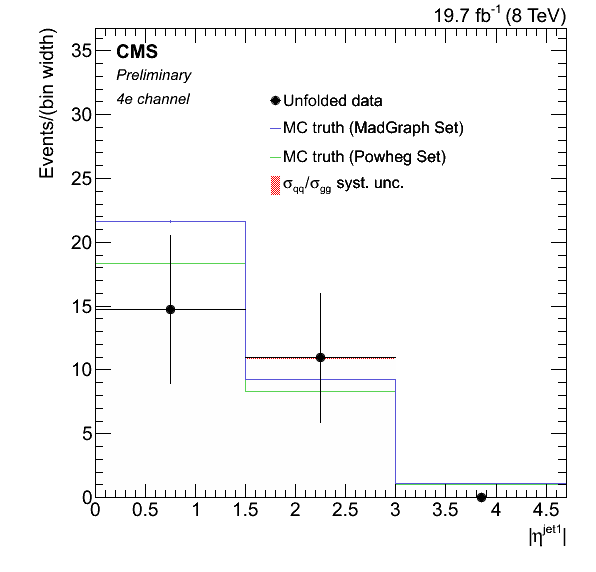 19.7 fb⁻¹ (8 TeV)
CMS
Preliminary
4e channel
Unfolded data
MC truth (MadGraph Set)
MC truth (Powheg Set)
σqq/σgg syst. unc.
Events/(bin width)
35
30
25
20
15
10
5
0
0 0.5 1 1.5 2 2.5 3 3.5 4 4.5
|η^jet1|